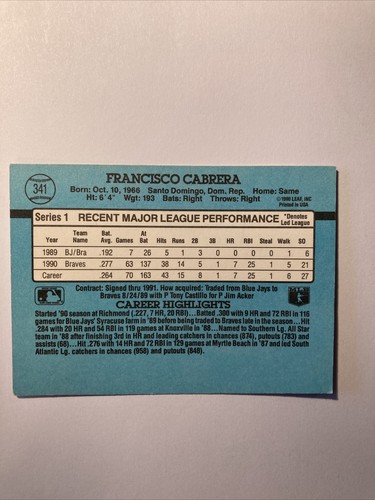 341
FRANCISCO CABRERA
Born: Oct. 10, 1966 Santo Domingo, Dom. Rep. Home: Same
Ht: 6'4" Wgt: 193 Bats: Right Throws: Right
©1990 LEAF, INC
Printed in USA
Series 1 RECENT MAJOR LEAGUE PERFORMANCE *Denotes Led League
Year Team Name Bat. Avg. Games At Bat Hits Runs 2B 3B HR RBI Steal Walk SO
1989 BJ/Bra .192 7 26 5 1 3 0 0 0 0 1 6
1990 Braves .277 63 137 38 14 5 1 7 25 1 5 21
Career .264 70 163 43 15 8 1 7 25 1 6 27
Contract: Signed thru 1991. How acquired: Traded from Blue Jays to
Braves 8/24/89 with P Tony Castillo for P Jim Acker
CAREER HIGHLIGHTS
Started '90 season at Richmond (.227, 7 HR, 20 RBI)...Batted .300 with 9 HR and 72 RBI in 116
games for Blue Jays' Syracuse farm in '89 before being traded to Braves late in the season...Hit
.284 with 20 HR and 54 RBI in 119 games at Knoxville in '88...Named to Southern Lg. All Star
team in '88 after finishing 3rd in HR and leading catchers in chances (874), putouts (783) and
assists (68)...Hit .276 with 14 HR and 72 RBI in 129 games at Myrtle Beach in '87 and led South
Atlantic Lg. catchers in chances (958) and putouts (848).